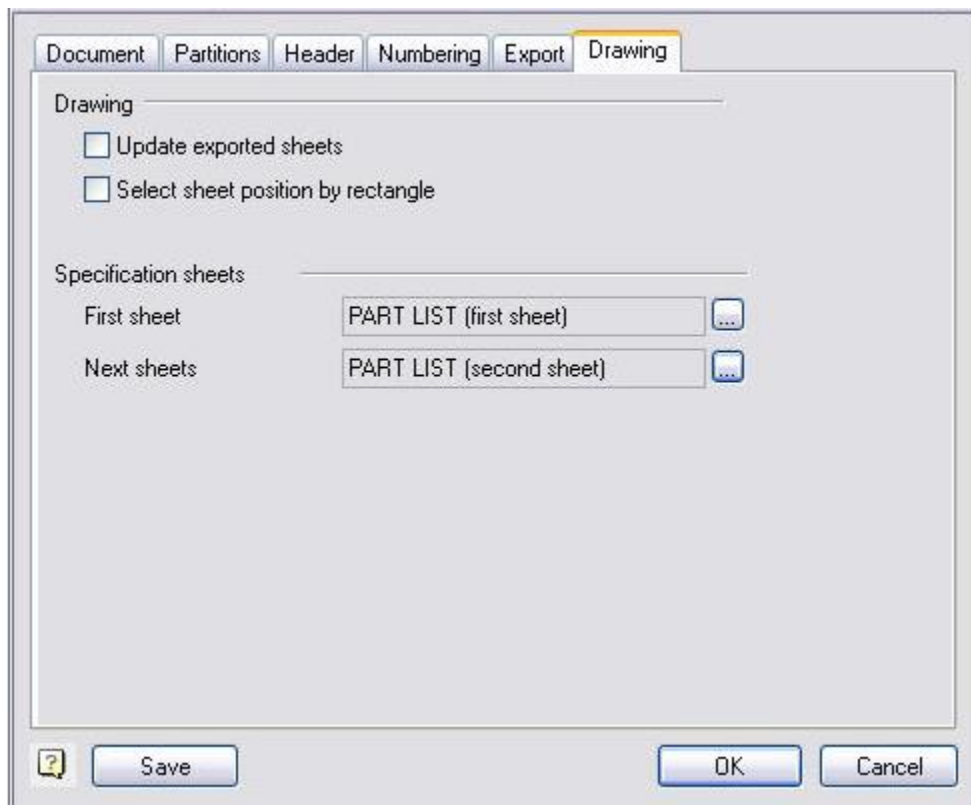 Document Partitions Header Numbering Export Drawing
Drawing
Update exported sheets
Select sheet position by rectangle
Specification sheets
First sheet PART LIST (first sheet) ...
Next sheets PART LIST (second sheet) ...
? Save OK Cancel